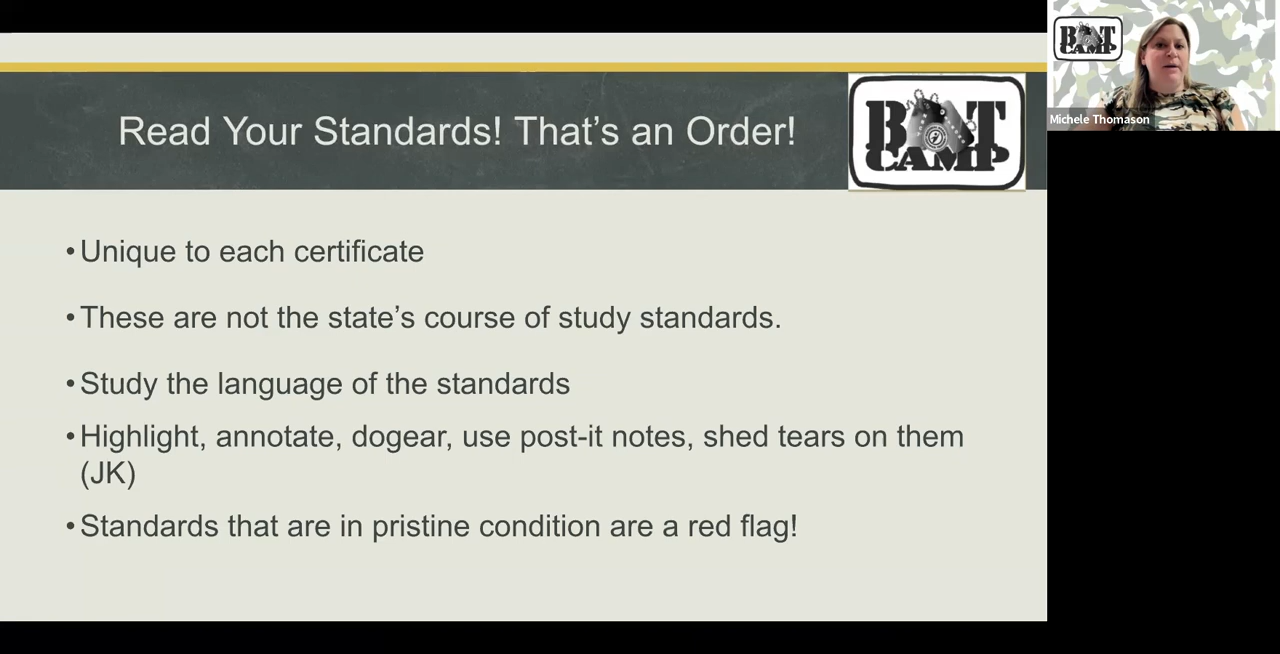 Read Your Standards! That's an Order!
BOOT
CAMP
BOOT
CAMP
Michele Thomason
•Unique to each certificate
•These are not the state's course of study standards.
•Study the language of the standards
•Highlight, annotate, dogear, use post-it notes, shed tears on them
(JK)
•Standards that are in pristine condition are a red flag!